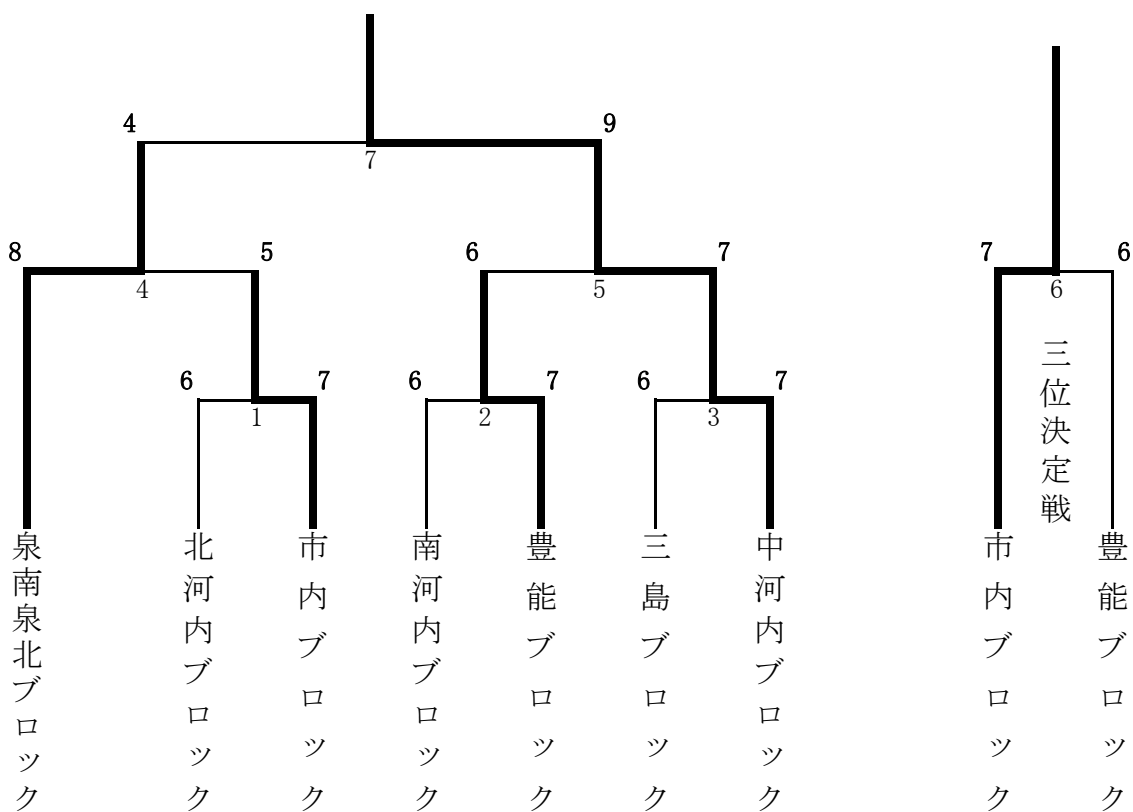 4 9
7
8 5 6 7 7 6
4 5 6
6 7 6 7 6 7
1 2 3
三位決定戦
泉南泉北ブロック
北河内ブロック
市内ブロック
南河内ブロック
豊能ブロック
三島ブロック
中河内ブロック
市内ブロック
豊能ブロック